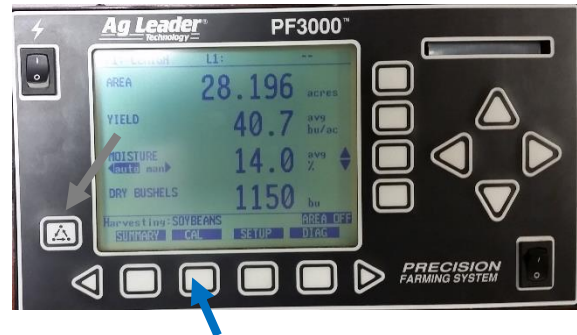 Ag Leader® PF3000™
Technology
L1: --
AREA 28.196 acres
YIELD 40.7 avg bu/ac
MOISTURE 14.0 avg %
auto man
DRY BUSHELS 1150 bu
Harvesting:SOYBEANS AREA OFF
SUMMARY CAL SETUP DIAG
PRECISION
FARMING SYSTEM